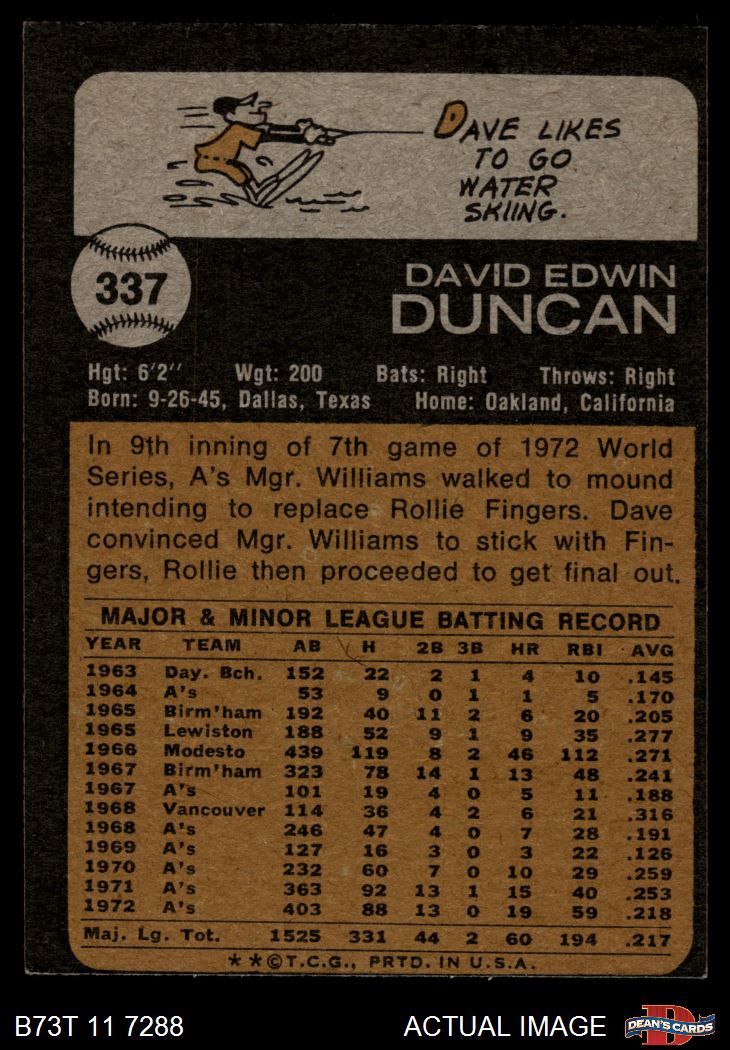 DAVE LIKES
TO GO
WATER
SKIING.
337
DAVID EDWIN
DUNCAN
Hgt: 6'2" Wgt: 200 Bats: Right Throws: Right
Born: 9-26-45, Dallas, Texas Home: Oakland, California
In 9th inning of 7th game of 1972 World
Series, A's Mgr. Williams walked to mound
intending to replace Rollie Fingers. Dave
convinced Mgr. Williams to stick with Fin-
gers, Rollie then proceeded to get final out.
MAJOR & MINOR LEAGUE BATTING RECORD
YEAR TEAM AB H 2B 3B HR RBI AVG
1963 Day. Bch. 152 22 2 1 4 10 .145
1964 A's 53 9 0 1 1 5 .170
1965 Birm'ham 192 40 11 2 6 20 .205
1965 Lewiston 188 52 9 1 9 35 .277
1966 Modesto 439 119 8 2 46 112 .271
1967 Birm'ham 323 78 14 1 13 48 .241
1967 A's 101 19 4 0 5 11 .188
1968 Vancouver 114 36 4 2 6 21 .316
1968 A's 246 47 4 0 7 28 .191
1969 A's 127 16 3 0 3 22 .126
1970 A's 232 60 7 0 10 29 .259
1971 A's 363 92 13 1 15 40 .253
1972 A's 403 88 13 0 19 59 .218
Maj. Lg. Tot. 1525 331 44 2 60 194 .217
**©T.C.G., PRTD. IN U.S.A.
B73T 11 7288 ACTUAL IMAGE DEAN'S CARDS